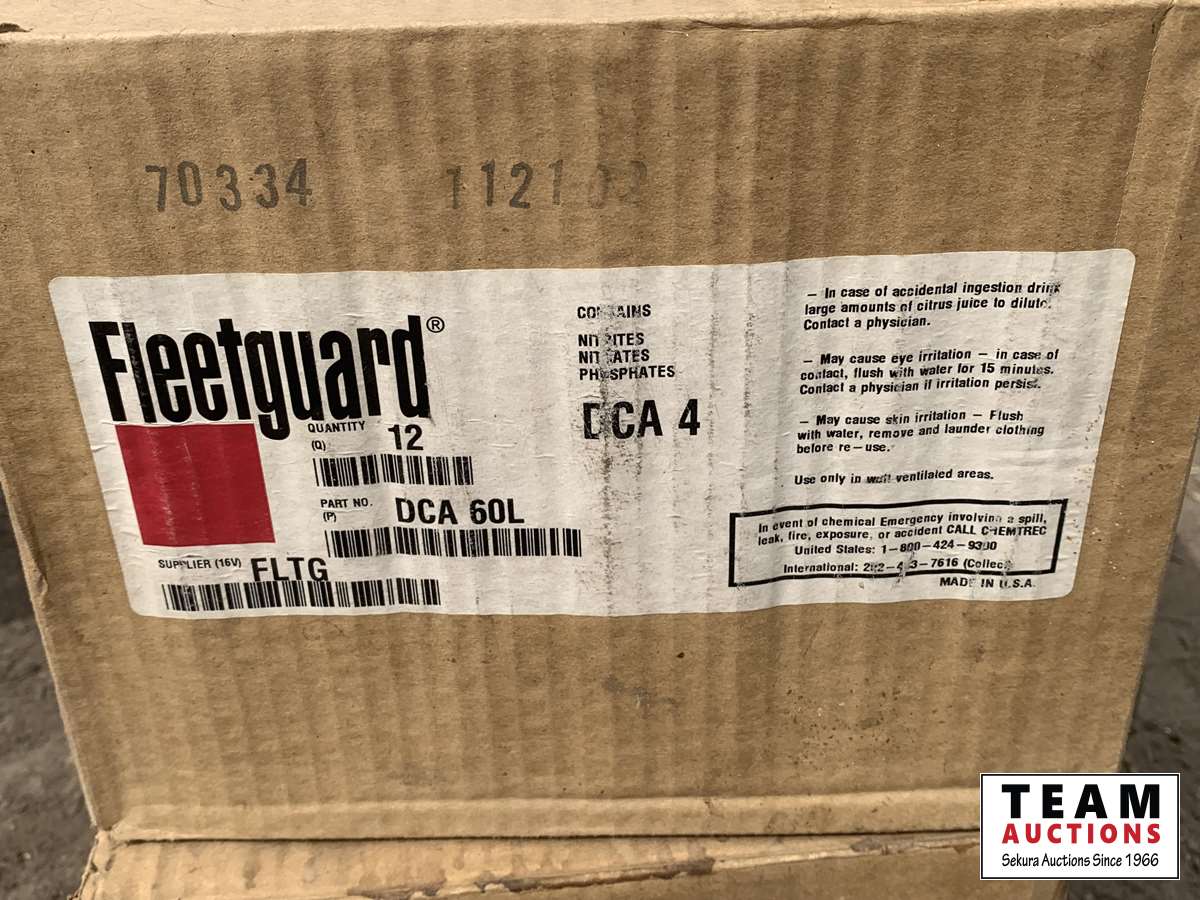 70334 112102
Fleetguard®
QUANTITY
(Q) 12
PART NO.
(P) DCA 60L
SUPPLIER (16V) FLTG
CONTAINS
NITRITES
NITRATES
PHOSPHATES
DCA 4
— In case of accidental ingestion drink
large amounts of citrus juice to dilute.
Contact a physician.
— May cause eye irritation — in case of
contact, flush with water for 15 minutes.
Contact a physician if irritation persist.
— May cause skin irritation — Flush
with water, remove and launder clothing
before re-use.
Use only in well ventilated areas.
In event of chemical Emergency involving a spill,
leak, fire, exposure, or accident CALL CHEMTREC
United States: 1-800-424-9300
International: (Collect)
MADE IN U.S.A.
TEAM
AUCTIONS
Sekura Auctions Since 1966